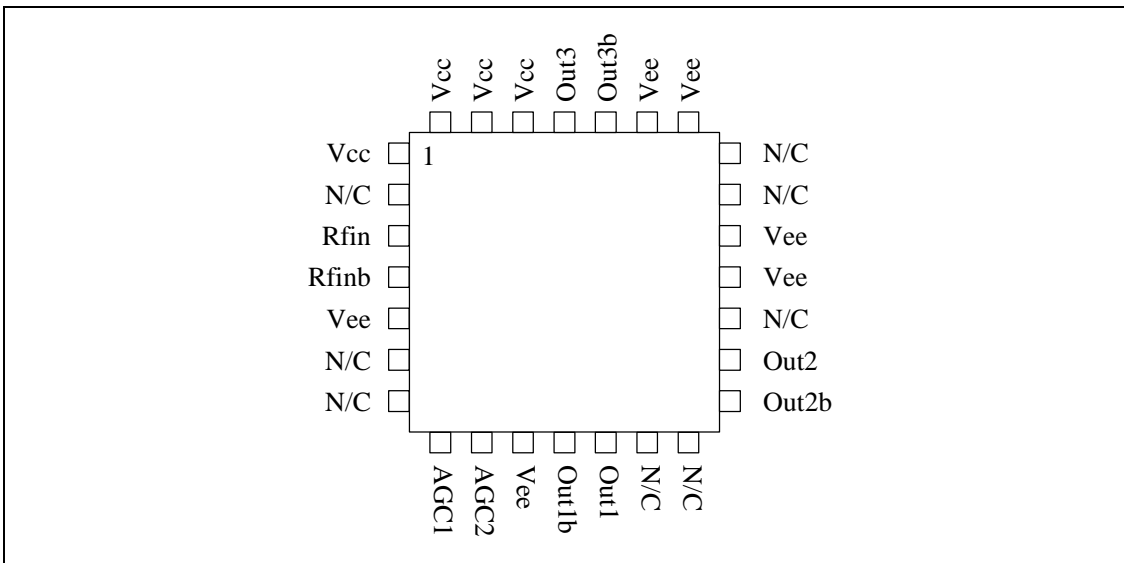 Vcc
Vcc
Vcc
Out3
Out3b
Vee
Vee
Vcc
1
N/C
N/C
N/C
Rfin
Vee
Rfinb
Vee
Vee
N/C
N/C
Out2
N/C
Out2b
AGC1
AGC2
Vee
Out1b
Out1
N/C
N/C